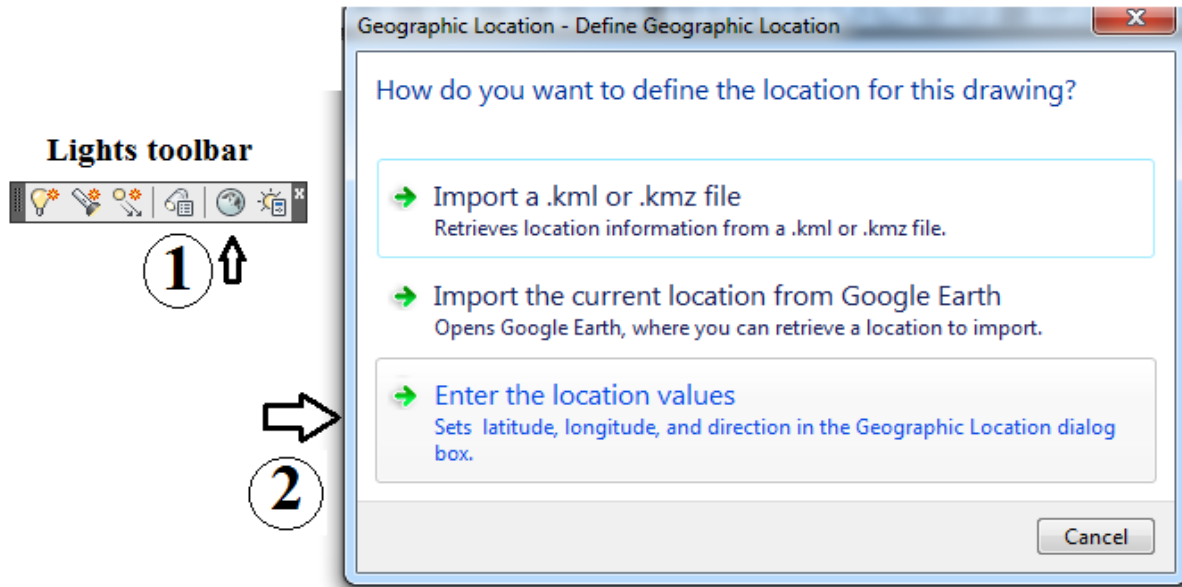 Geographic Location - Define Geographic Location
How do you want to define the location for this drawing?
Lights toolbar
1
Import a .kml or .kmz file
Retrieves location information from a .kml or .kmz file.
Import the current location from Google Earth
Opens Google Earth, where you can retrieve a location to import.
2
Enter the location values
Sets latitude, longitude, and direction in the Geographic Location dialog
box.
Cancel